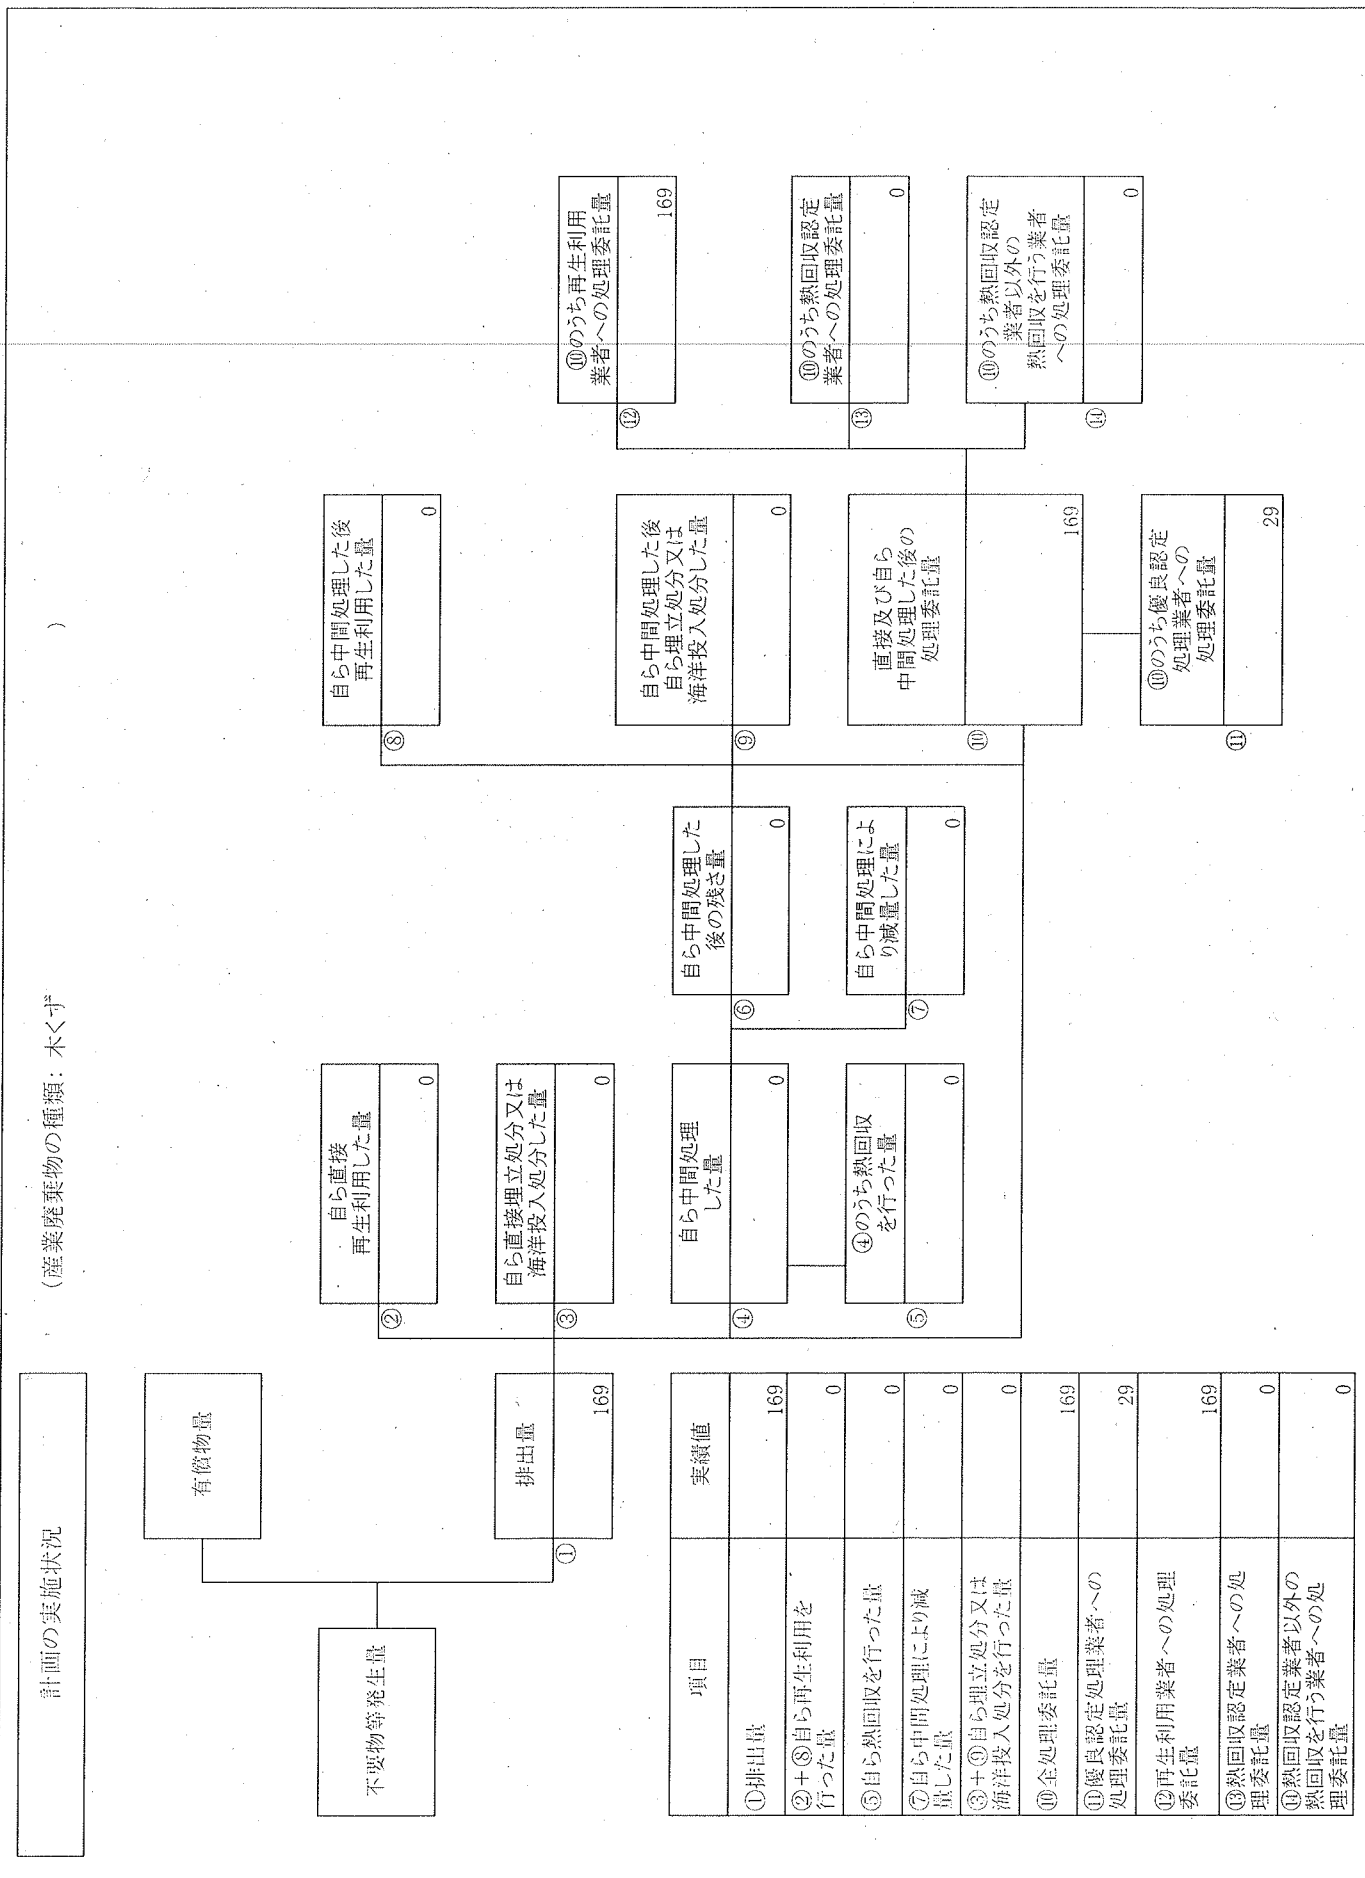 計画の実施状況
(産業廃棄物の種類：木くず
)
不要物等発生量
有償物量
排出量
①
169
自ら直接
再生利用した量
②
0
自ら直接埋立処分又は
海洋投入処分した量
③
0
自ら中間処理
した量
④
0
④のうち熱回収
を行った量
⑤
0
自ら中間処理した
後の残さ量
⑥
0
自ら中間処理によ
り減量した量
⑦
0
自ら中間処理した後
再生利用した量
⑧
0
自ら中間処理した後
自ら埋立処分又は
海洋投入処分した量
⑨
0
直接及び自ら
中間処理した後の
処理委託量
⑩
169
⑩のうち優良認定
処理業者への
処理委託量
⑪
29
⑩のうち再生利用
業者への処理委託量
⑫
169
⑩のうち熱回収認定
業者への処理委託量
⑬
0
⑩のうち熱回収認定
業者以外の
熱回収を行う業者
への処理委託量
⑭
0
項目 実績値
①排出量 169
②+⑧自ら再生利用を
行った量 0
⑤自ら熱回収を行った量 0
⑦自ら中間処理により減
量した量 0
③+⑨自ら埋立処分又は
海洋投入処分を行った量 0
⑩全処理委託量 169
⑪優良認定処理業者への
処理委託量 29
⑫再生利用業者への処理
委託量 169
⑬熱回収認定業者への処
理委託量 0
⑭熱回収認定業者以外の
熱回収を行う業者への処
理委託量 0